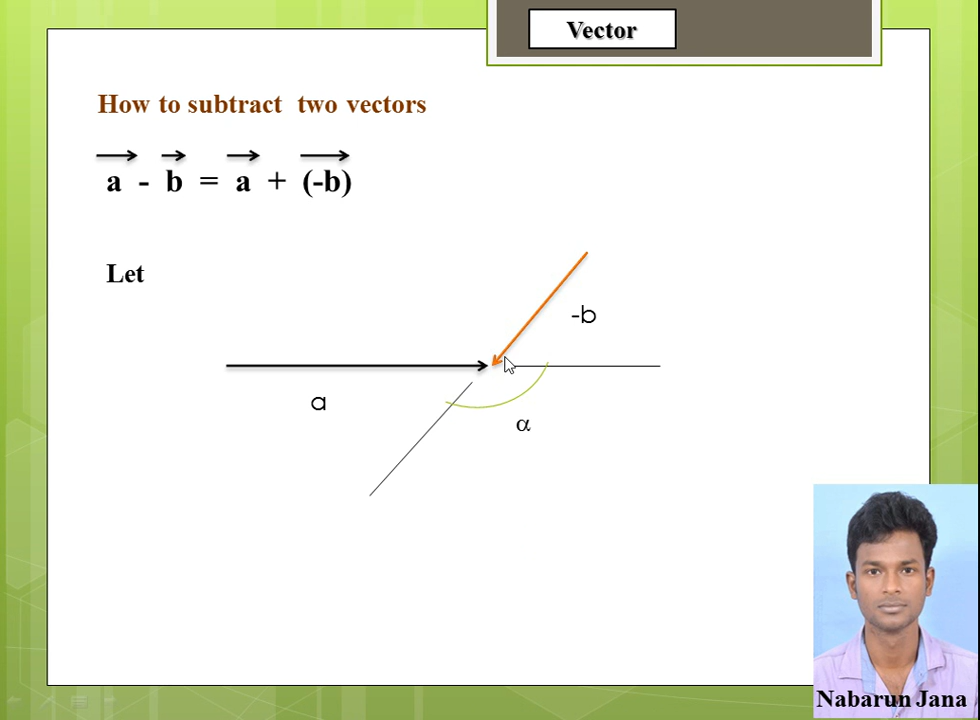 Vector
How to subtract two vectors
a - b = a + (-b)
Let
-b
a
α
Nabarun Jana